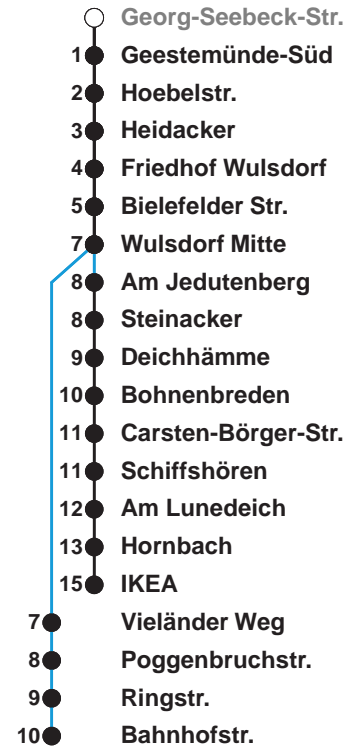 Georg-Seebeck-Str.
1 Geestemünde-Süd
2 Hoebelstr.
3 Heidacker
4 Friedhof Wulsdorf
5 Bielefelder Str.
7 Wulsdorf Mitte
8 Am Jedutenberg
8 Steinacker
9 Deichhämme
10 Bohnenbreden
11 Carsten-Börger-Str.
11 Schiffshören
12 Am Lunedeich
13 Hornbach
15 IKEA
7 Vieländer Weg
8 Poggenbruchstr.
9 Ringstr.
10 Bahnhofstr.